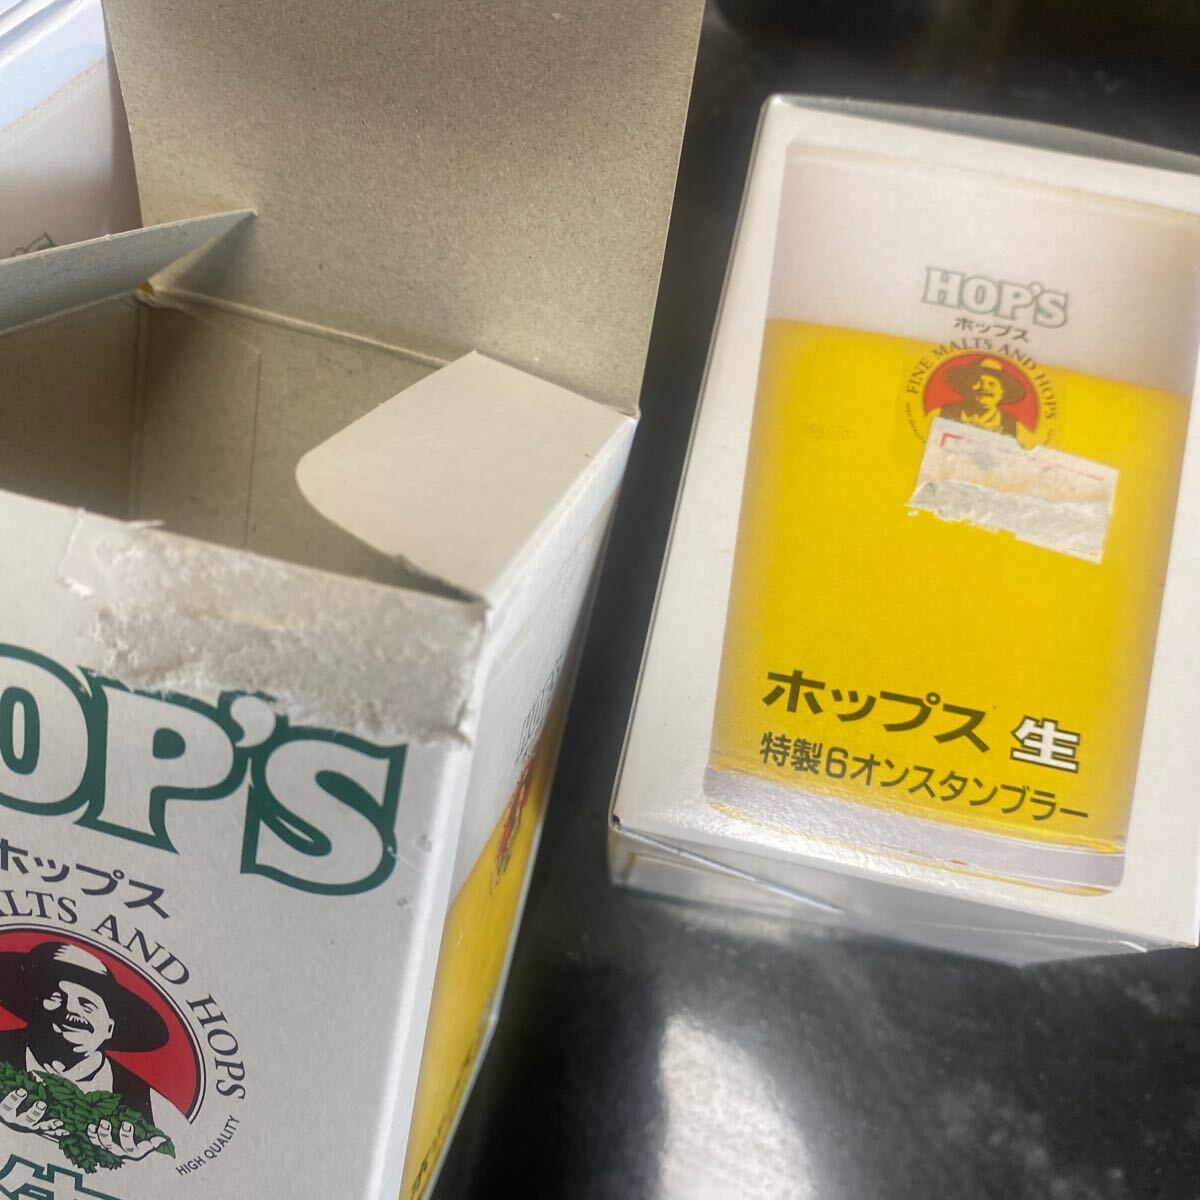 HOP'S
ホップス
FINE MALTS AND HOPS
ホップス 生
特製6オンスタンブラー
OP'S
ホップス
ALTS AND HOPS
HIGH QUALITY